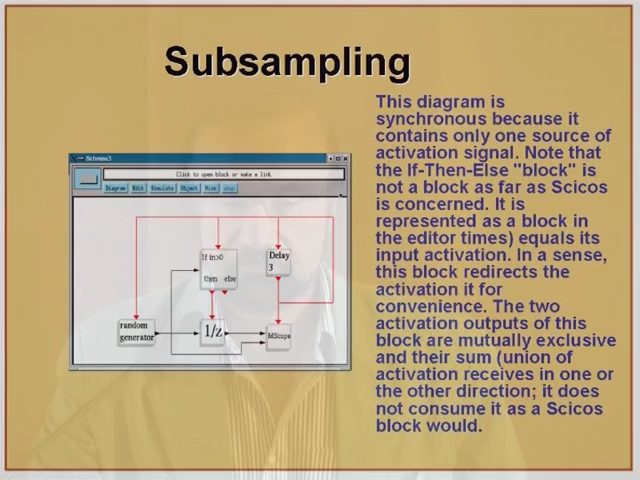 Subsampling
This diagram is
synchronous because it
contains only one source of
activation signal. Note that
the If-Then-Else "block" is
not a block as far as Scicos
is concerned. It is
represented as a block in
the editor times) equals its
input activation. In a sense,
this block redirects the
activation it for
convenience. The two
activation outputs of this
block are mutually exclusive
and their sum (union of
activation receives in one or
the other direction; it does
not consume it as a Scicos
block would.
Click to open block or make a link
Diagram Edit Simulate Object
If in>0
then else
Delay
3
random
generator
1/z
MScope